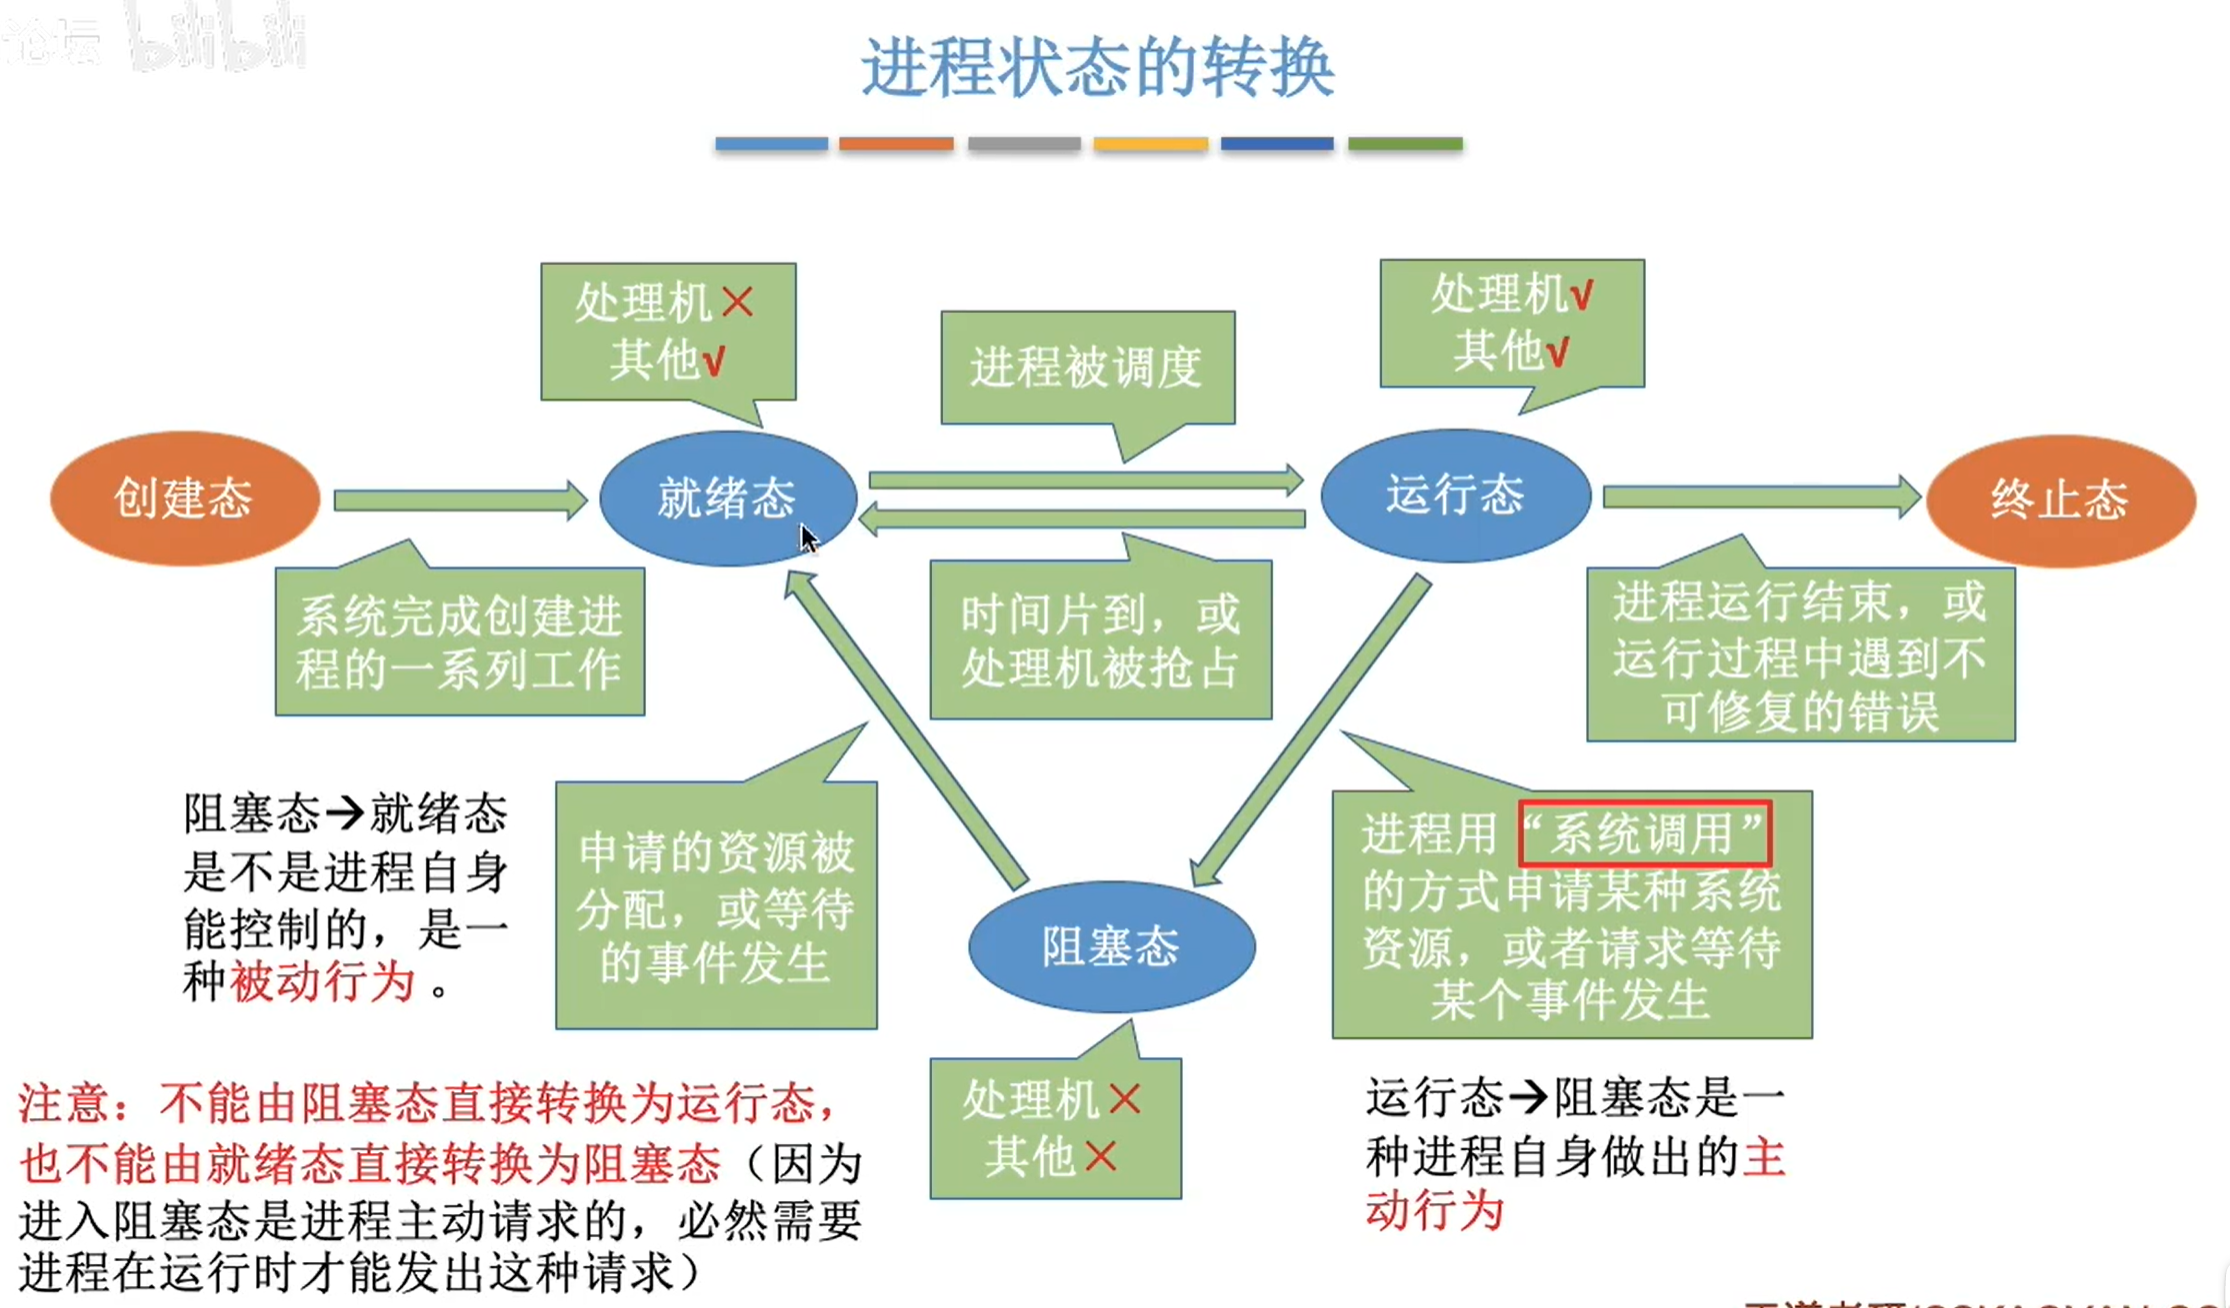 论坛 bilibili
进程状态的转换
处理机×
其他√
进程被调度
处理机√
其他√
创建态
就绪态
运行态
终止态
系统完成创建进
程的一系列工作
时间片到，或
处理机被抢占
进程运行结束，或
运行过程中遇到不
可修复的错误
阻塞态→就绪态
是不是进程自身
能控制的，是一
种被动行为。
申请的资源被
分配，或等待
的事件发生
进程用“系统调用”
的方式申请某种系统
资源，或者请求等待
某个事件发生
阻塞态
处理机×
其他×
注意：不能由阻塞态直接转换为运行态，
也不能由就绪态直接转换为阻塞态（因为
进入阻塞态是进程主动请求的，必然需要
进程在运行时才能发出这种请求）
运行态→阻塞态是一
种进程自身做出的主
动行为